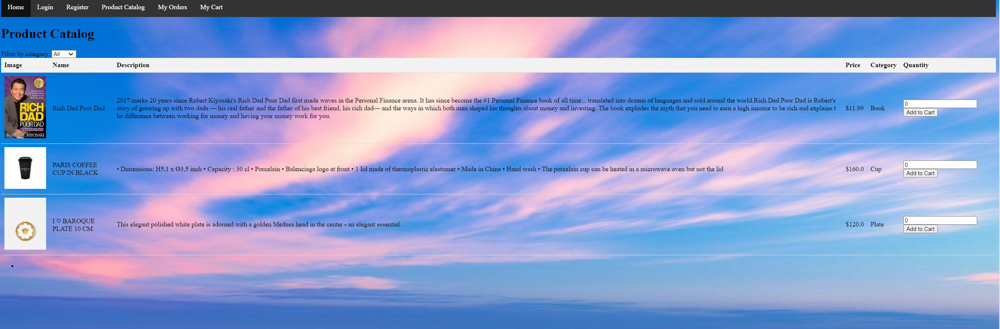 Home Login Register Product Catalog My Orders My Cart
Product Catalog
Filter by category: All
Image Name Description Price Category Quantity
RICH
DAD
POOR DAD
ROBERT T. KIYOSAKI
Rich Dad Poor Dad
2017 marks 20 years since Robert Kiyosaki's Rich Dad Poor Dad first made waves in the Personal Finance arena. It has since become the #1 Personal Finance book of all time... translated into dozens of languages and sold around the world.Rich Dad Poor Dad is Robert's
story of growing up with two dads — his real father and the father of his best friend, his rich dad— and the ways in which both men shaped his thoughts about money and investing. The book explodes the myth that you need to earn a high income to be rich and explains t
he difference between working for money and having your money work for you.
$11.99 Book
0
Add to Cart
PARIS COFFEE
CUP IN BLACK
• Dimensions: H5,1 x Ø3,5 inch • Capacity : 30 cl • Porcelain • Balenciaga logo at front • 1 lid made of thermoplastic elastomer • Made in China • Hand wash • The porcelain cup can be heated in a microwave oven but not the lid
$160.0 Cup
0
Add to Cart
I ♡ BAROQUE
PLATE 10 CM
This elegant polished white plate is adorned with a golden Medusa head in the center - an elegant essential.
$120.0 Plate
0
Add to Cart
•